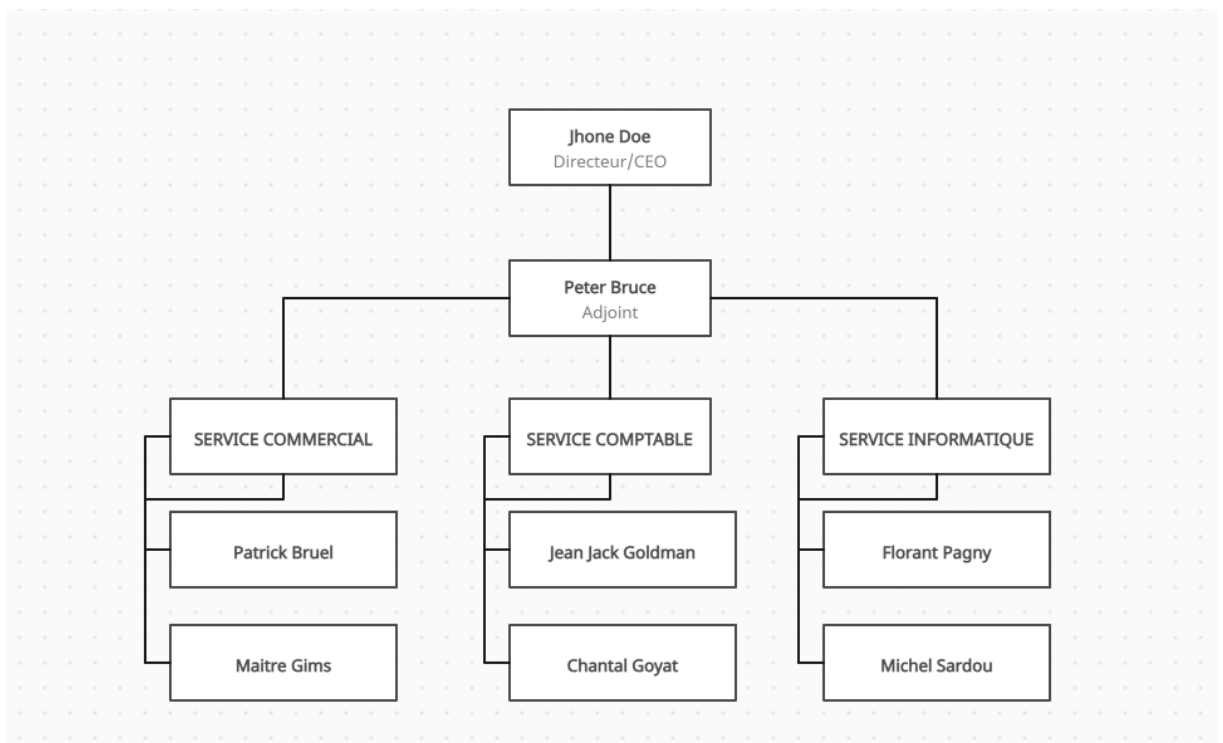 Jhone Doe
Directeur/CEO
Peter Bruce
Adjoint
SERVICE COMMERCIAL
SERVICE COMPTABLE
SERVICE INFORMATIQUE
Patrick Bruel
Jean Jack Goldman
Florant Pagny
Maitre Gims
Chantal Goyat
Michel Sardou